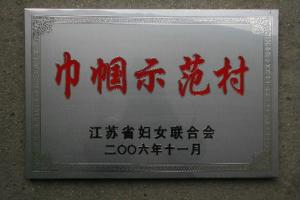 巾帼示范村
江苏省妇女联合会
二〇〇六年十一月